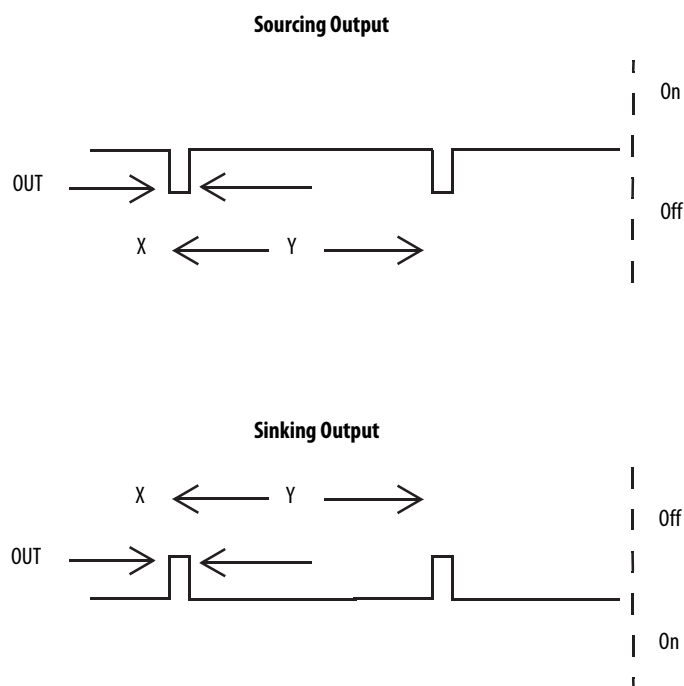 Sourcing Output
On
OUT
Off
X Y
Sinking Output
X Y
Off
OUT
On